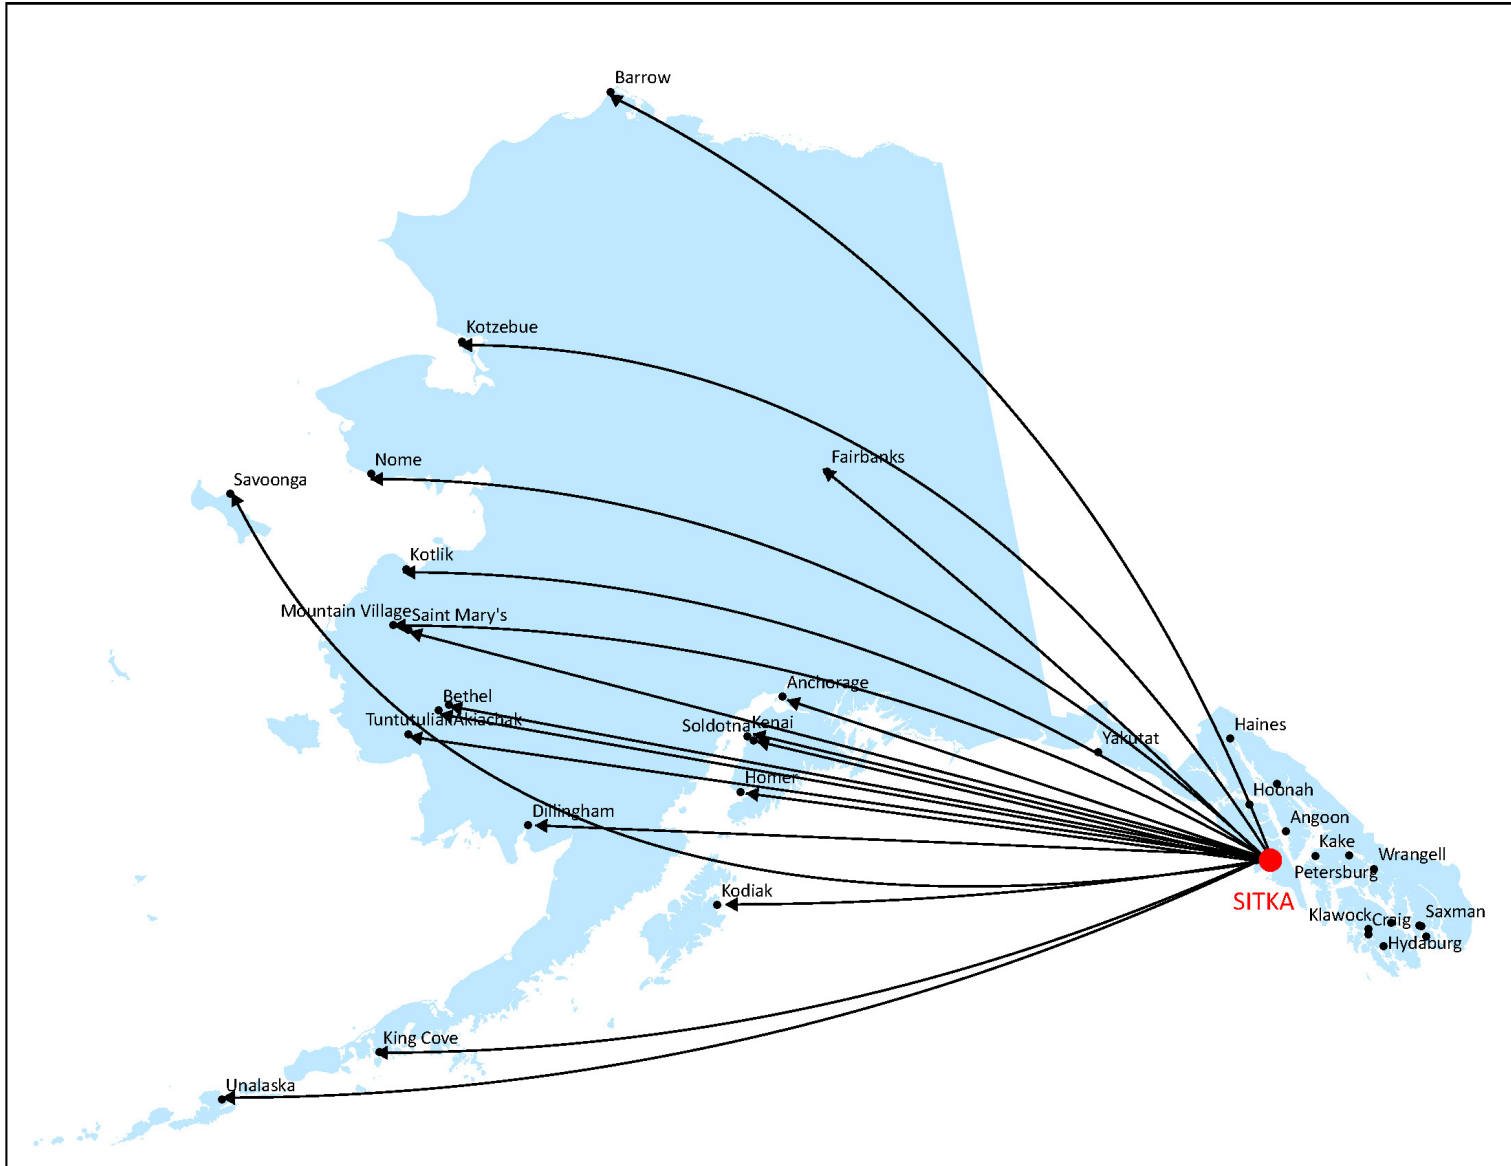 Barrow
Kotzebue
Fairbanks
Nome
Savoonga
Kotlik
Mountain Village
Saint Mary's
Anchorage
Bethel
Tuntutuliak
Akiachak
Soldotna
Kenai
Haines
Yakutat
Homer
Hoonah
Dillingham
Angoon
Kake
Wrangell
Petersburg
Kodiak
SITKA
Klawock
Craig
Saxman
Hydaburg
King Cove
Unalaska